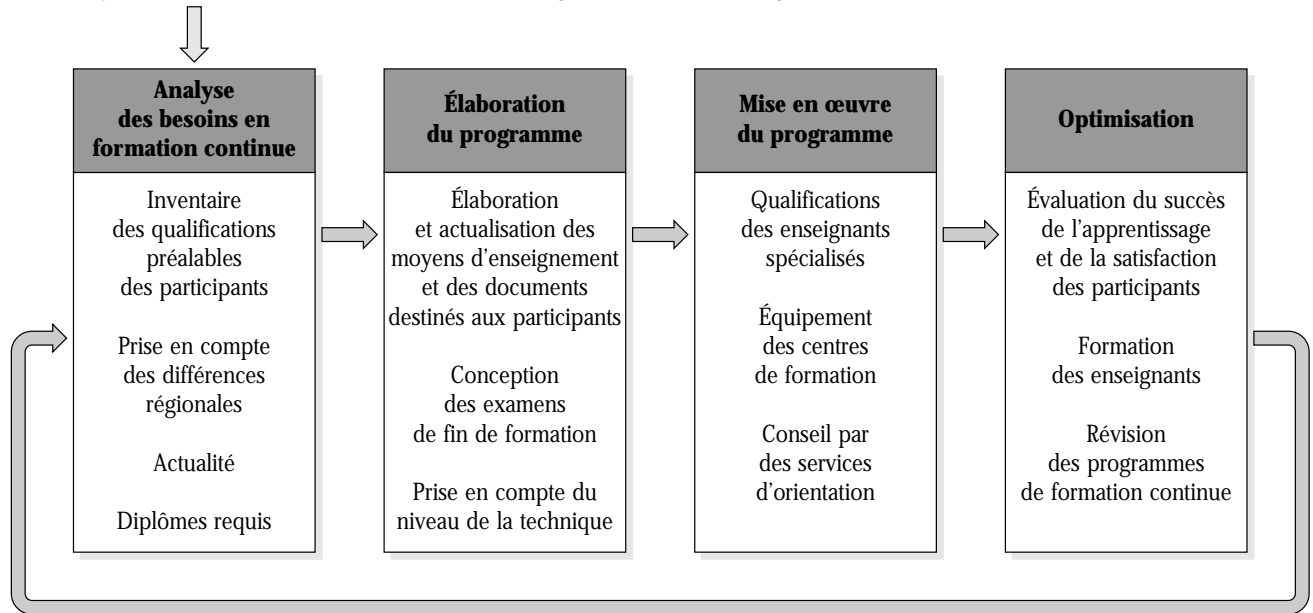 Analyse
des besoins en
formation continue
Inventaire
des qualifications
préalables
des participants
Prise en compte
des différences
régionales
Actualité
Diplômes requis
Élaboration
du programme
Élaboration
et actualisation des
moyens d'enseignement
et des documents
destinés aux participants
Conception
des examens
de fin de formation
Prise en compte du
niveau de la technique
Mise en œuvre
du programme
Qualifications
des enseignants
spécialisés
Équipement
des centres
de formation
Conseil par
des services
d'orientation
Optimisation
Évaluation du succès
de l'apprentissage
et de la satisfaction
des participants
Formation
des enseignants
Révision
des programmes
de formation continue